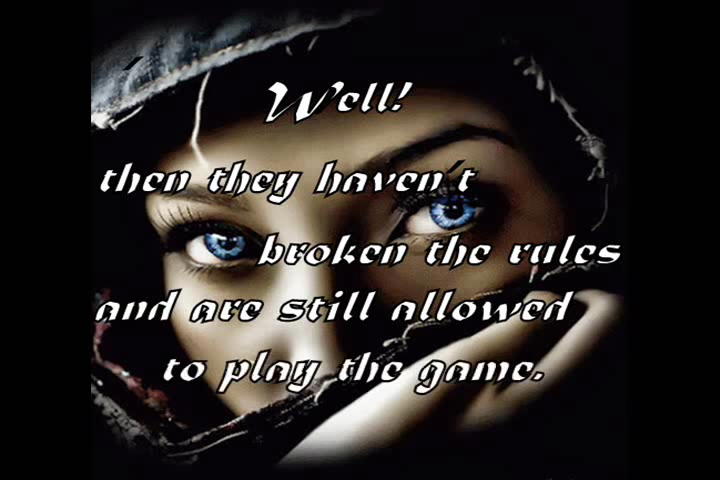 Well!
then they haven´t
broken the rules
and are still allowed
to play the game.